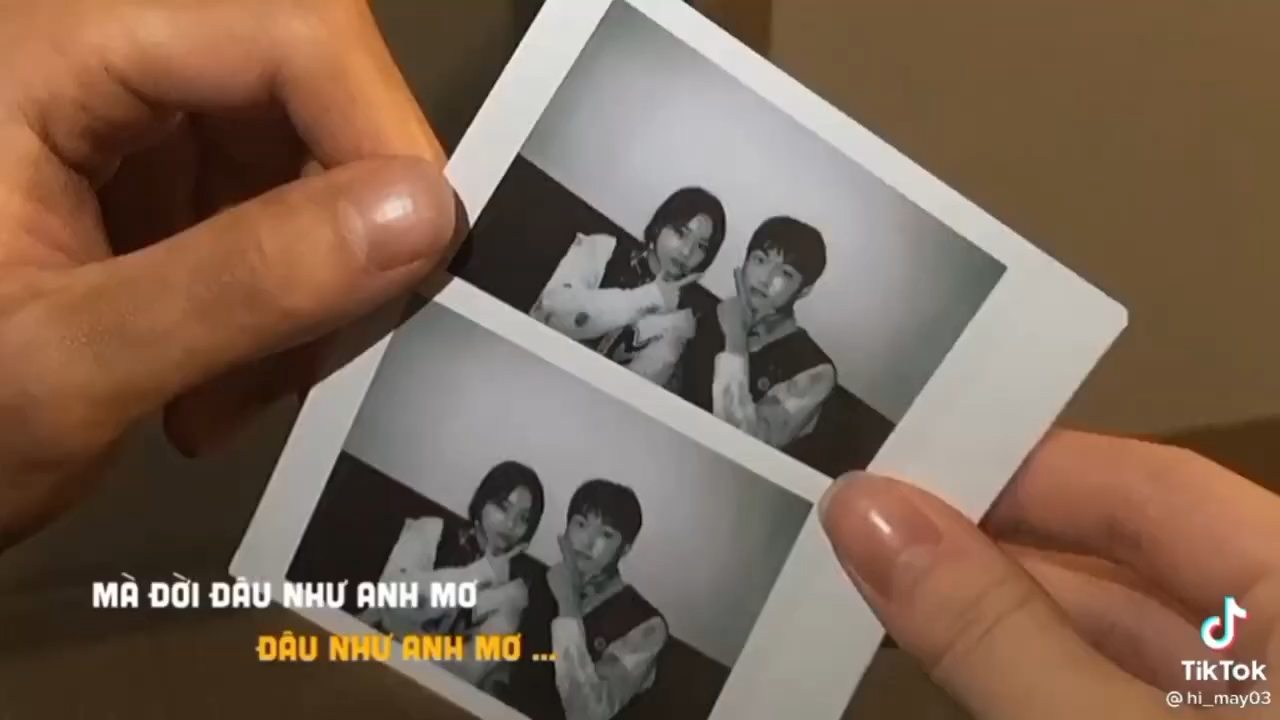 MÀ ĐỜI ĐÂU NHƯ ANH MƠ
ĐÂU NHƯ ANH MƠ ...
TikTok
@hi_may03